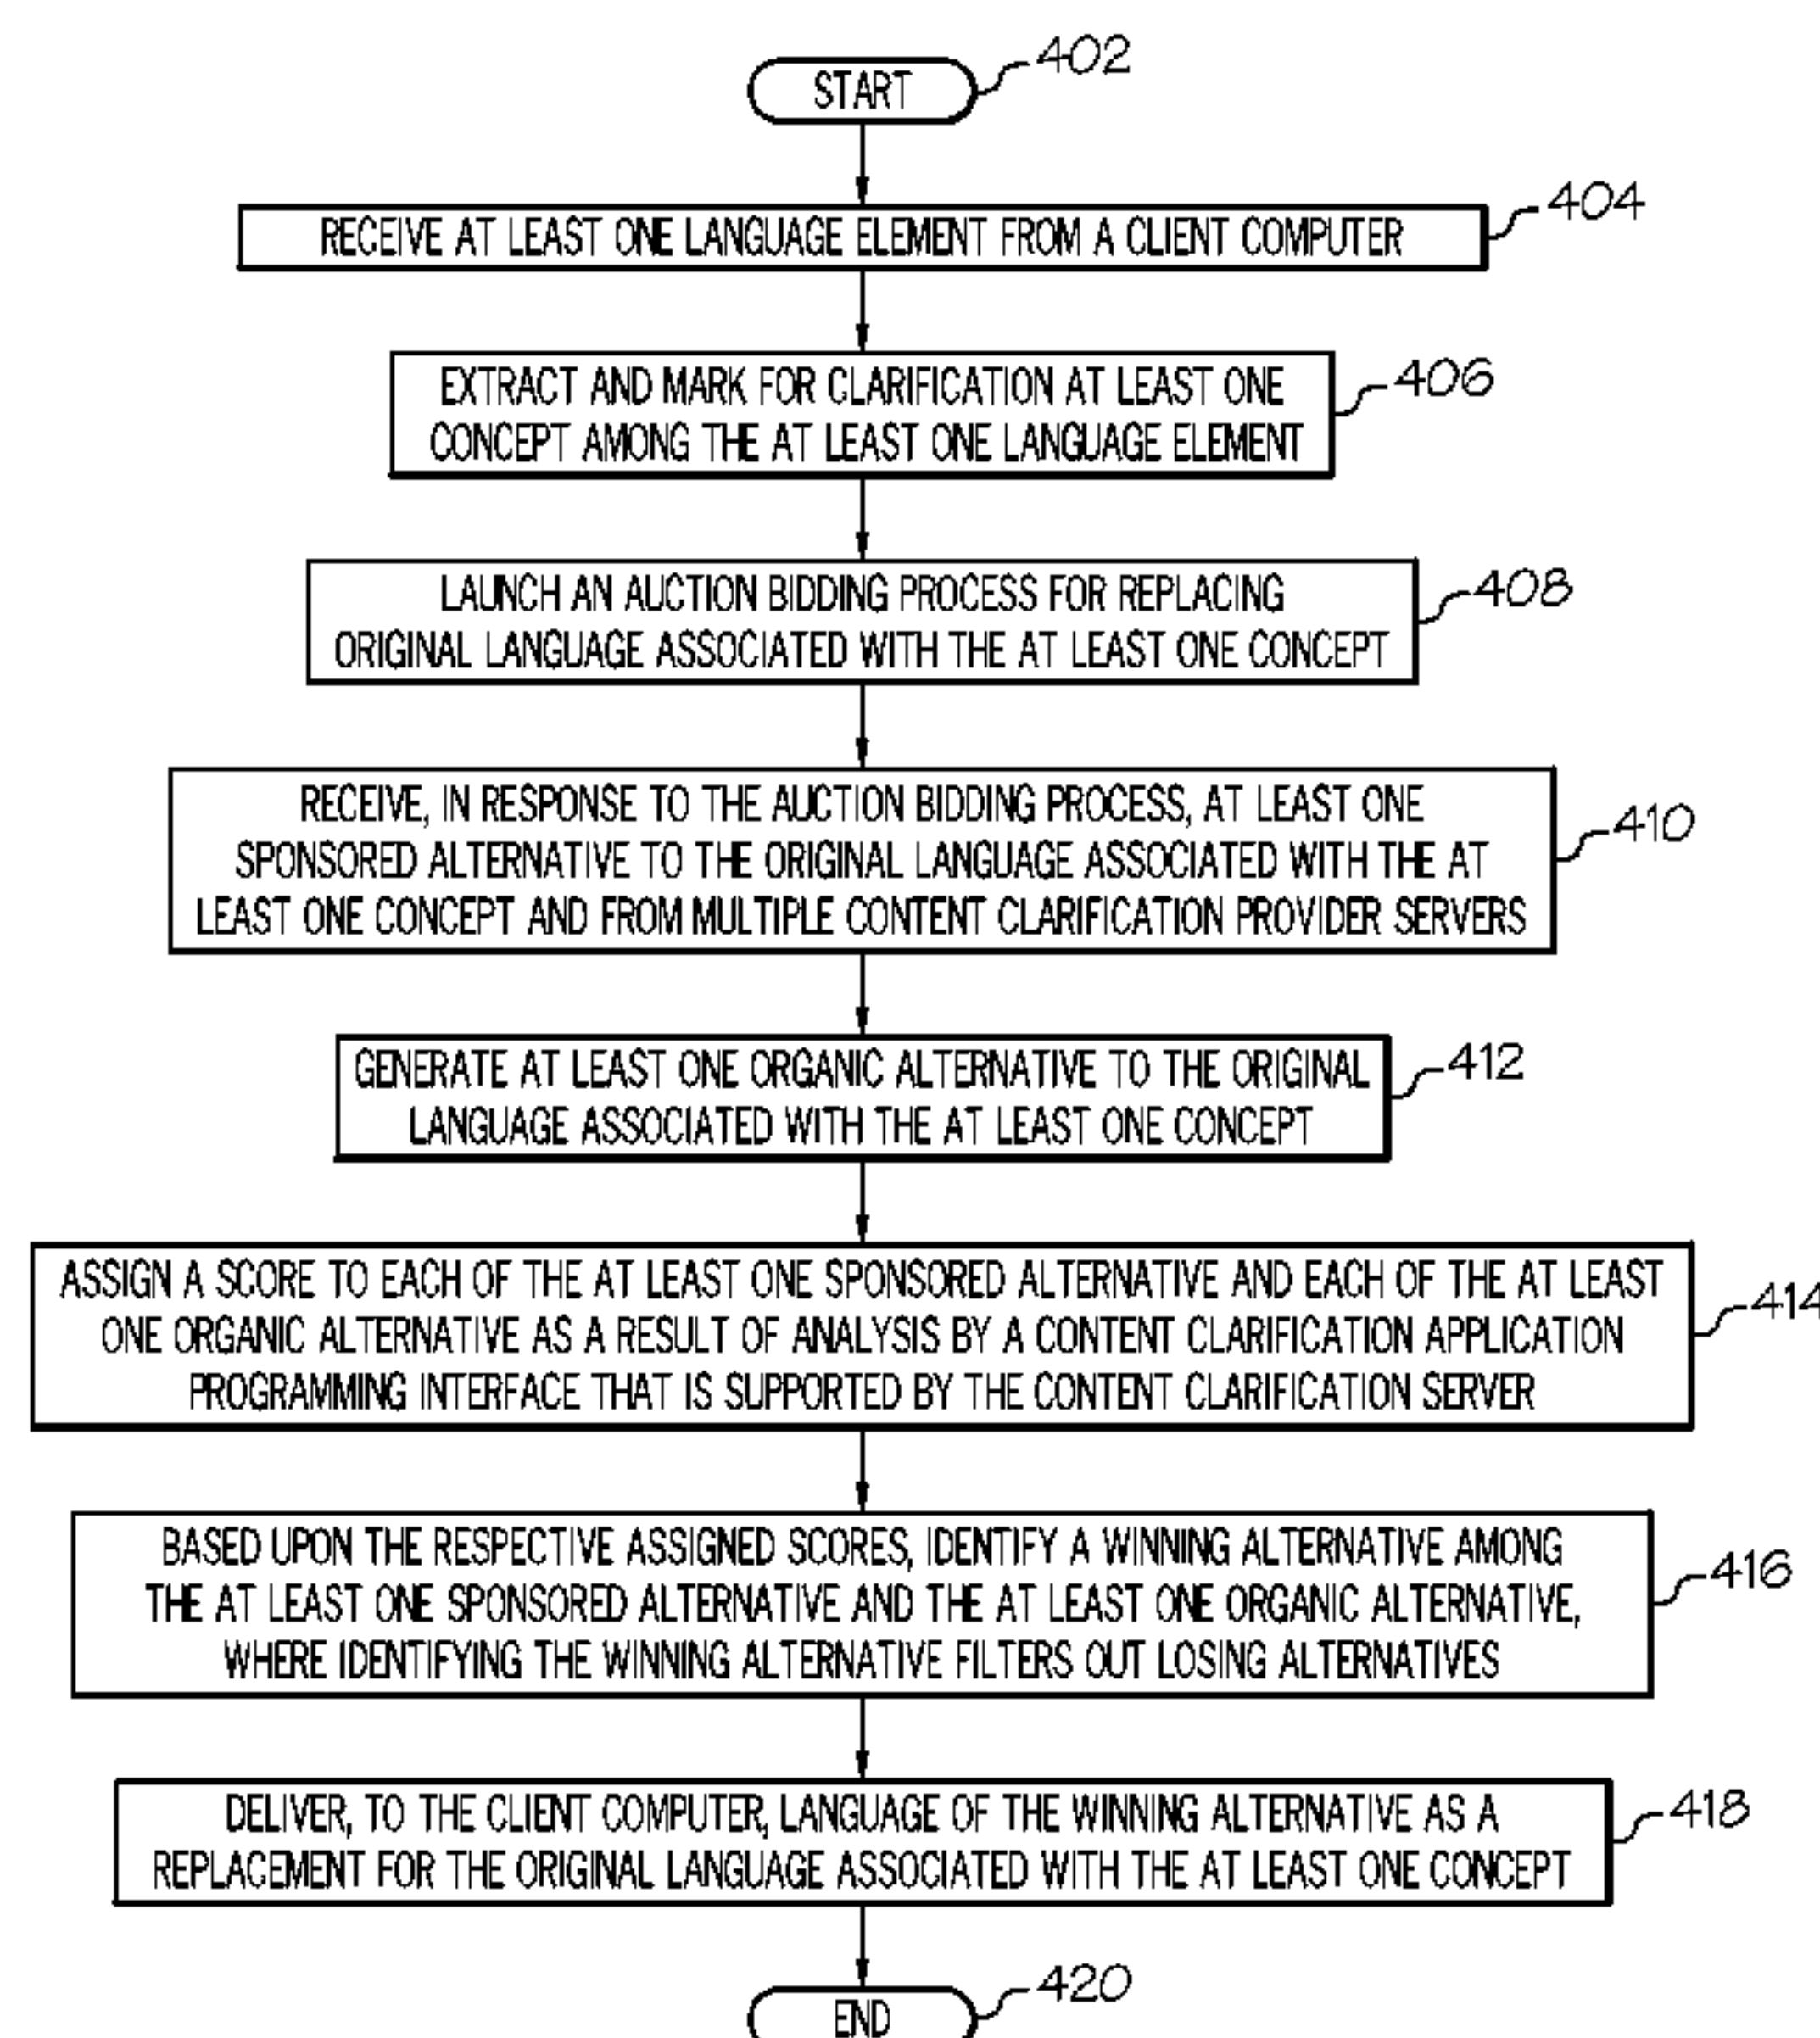 START
402
RECEIVE AT LEAST ONE LANGUAGE ELEMENT FROM A CLIENT COMPUTER
404
EXTRACT AND MARK FOR CLARIFICATION AT LEAST ONE
CONCEPT AMONG THE AT LEAST ONE LANGUAGE ELEMENT
406
LAUNCH AN AUCTION BIDDING PROCESS FOR REPLACING
ORIGINAL LANGUAGE ASSOCIATED WITH THE AT LEAST ONE CONCEPT
408
RECEIVE, IN RESPONSE TO THE AUCTION BIDDING PROCESS, AT LEAST ONE
SPONSORED ALTERNATIVE TO THE ORIGINAL LANGUAGE ASSOCIATED WITH THE AT
LEAST ONE CONCEPT AND FROM MULTIPLE CONTENT CLARIFICATION PROVIDER SERVERS
410
GENERATE AT LEAST ONE ORGANIC ALTERNATIVE TO THE ORIGINAL
LANGUAGE ASSOCIATED WITH THE AT LEAST ONE CONCEPT
412
ASSIGN A SCORE TO EACH OF THE AT LEAST ONE SPONSORED ALTERNATIVE AND EACH OF THE AT LEAST
ONE ORGANIC ALTERNATIVE AS A RESULT OF ANALYSIS BY A CONTENT CLARIFICATION APPLICATION
PROGRAMMING INTERFACE THAT IS SUPPORTED BY THE CONTENT CLARIFICATION SERVER
414
BASED UPON THE RESPECTIVE ASSIGNED SCORES, IDENTIFY A WINNING ALTERNATIVE AMONG
THE AT LEAST ONE SPONSORED ALTERNATIVE AND THE AT LEAST ONE ORGANIC ALTERNATIVE,
WHERE IDENTIFYING THE WINNING ALTERNATIVE FILTERS OUT LOSING ALTERNATIVES
416
DELIVER, TO THE CLIENT COMPUTER, LANGUAGE OF THE WINNING ALTERNATIVE AS A
REPLACEMENT FOR THE ORIGINAL LANGUAGE ASSOCIATED WITH THE AT LEAST ONE CONCEPT
418
END
420